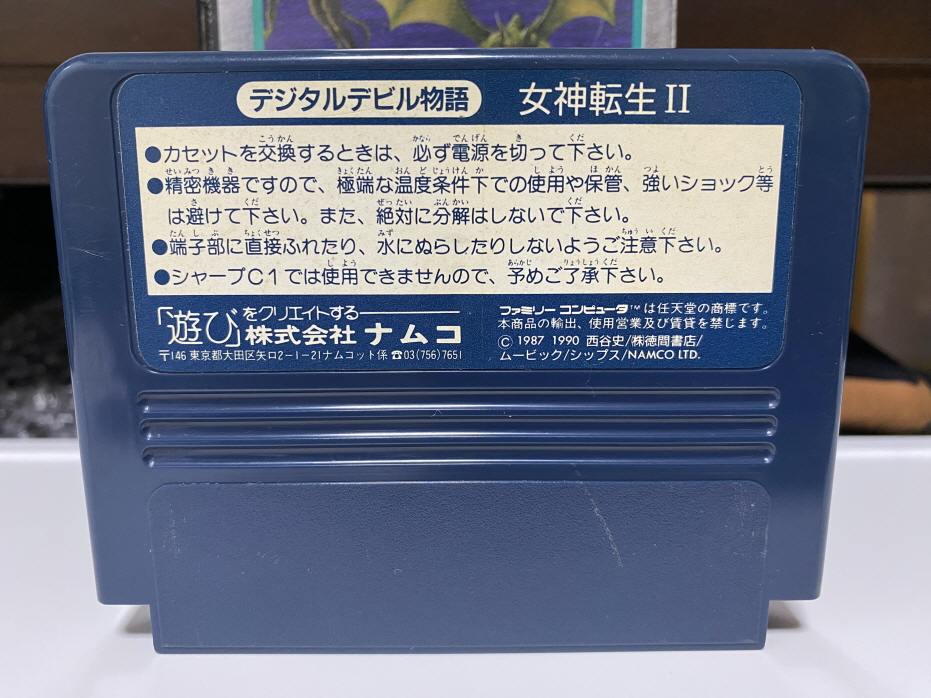 デジタルデビル物語 女神転生II
●カセットを交換するときは、必ず電源を切って下さい。
●精密機器ですので、極端な温度条件下での使用や保管、強いショック等
は避けて下さい。また、絶対に分解はしないで下さい。
●端子部に直接ふれたり、水にぬらしたりしないようご注意下さい。
●シャープC1では使用できませんので、予めご了承下さい。
「遊び」をクリエイトする
株式会社 ナムコ
〒146 東京都大田区矢口2-1-21ナムコット係 ☎03(756)7651
ファミリー コンピュータ™は任天堂の商標です。
本商品の輸出、使用営業及び賃貸を禁じます。
© 1987 1990 西谷史/㈱徳間書店/
ムービック/シップス/NAMCO LTD.